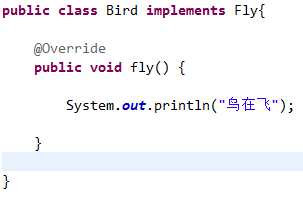 public class Bird implements Fly{
@Override
public void fly() {
System.out.println("鸟在飞");
}
}